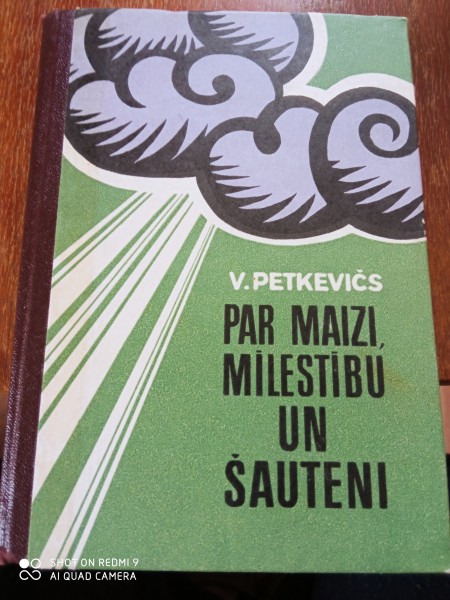 V. PETKEVIČS
PAR MAIZI,
MĪLESTĪBU
UN
ŠAUTENI
SHOT ON REDMI 9
AI QUAD CAMERA